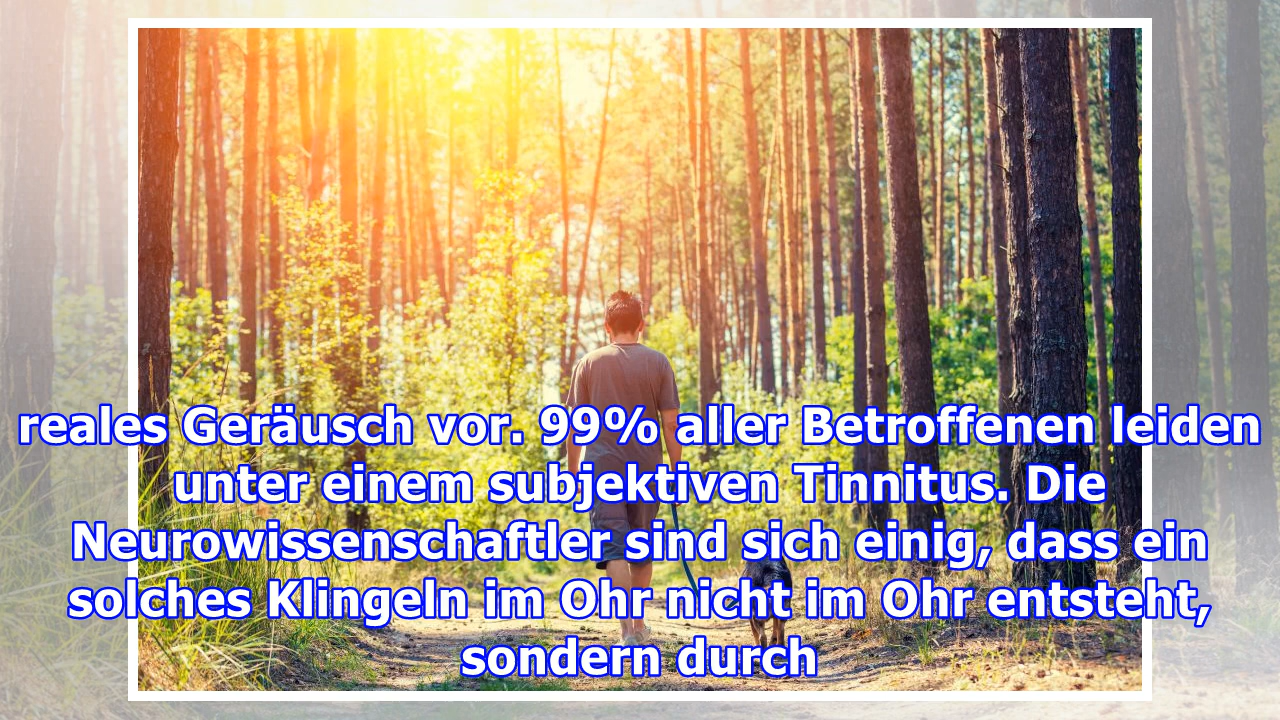 reales Geräusch vor. 99% aller Betroffenen leiden
unter einem subjektiven Tinnitus. Die
Neurowissenschaftler sind sich einig, dass ein
solches Klingeln im Ohr nicht im Ohr entsteht,
sondern durch